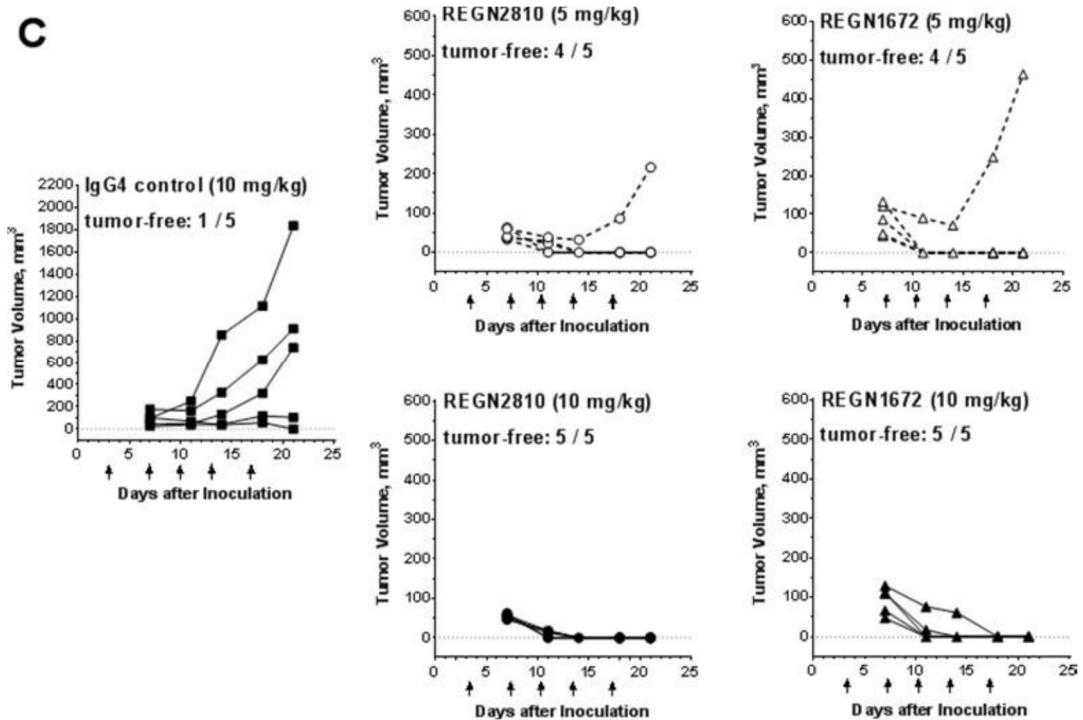 C
IgG4 control (10 mg/kg)
tumor-free: 1 / 5
Tumor Volume, mm3
2200
2000
1800
1600
1400
1200
1000
800
600
400
200
0
0 5 10 15 20 25
Days after Inoculation
REGN2810 (5 mg/kg)
tumor-free: 4 / 5
Tumor Volume, mm3
600
500
400
300
200
100
0
0 5 10 15 20 25
Days after Inoculation
REGN1672 (5 mg/kg)
tumor-free: 4 / 5
Tumor Volume, mm3
600
500
400
300
200
100
0
0 5 10 15 20 25
Days after Inoculation
REGN2810 (10 mg/kg)
tumor-free: 5 / 5
Tumor Volume, mm3
600
500
400
300
200
100
0
0 5 10 15 20 25
Days after Inoculation
REGN1672 (10 mg/kg)
tumor-free: 5 / 5
Tumor Volume, mm3
600
500
400
300
200
100
0
0 5 10 15 20 25
Days after Inoculation